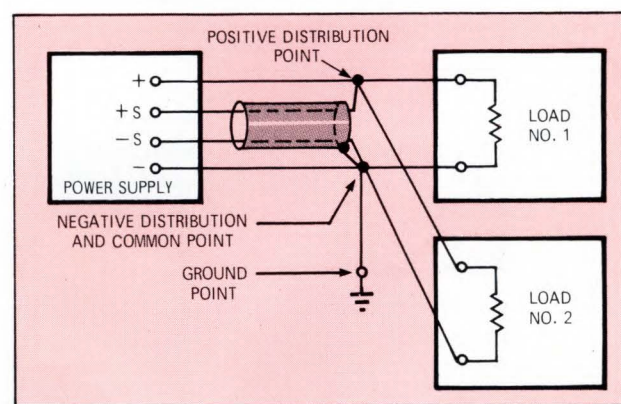 POSITIVE DISTRIBUTION
POINT
+
+S
−S
−
POWER SUPPLY
LOAD
NO. 1
NEGATIVE DISTRIBUTION
AND COMMON POINT
GROUND
POINT
LOAD
NO. 2